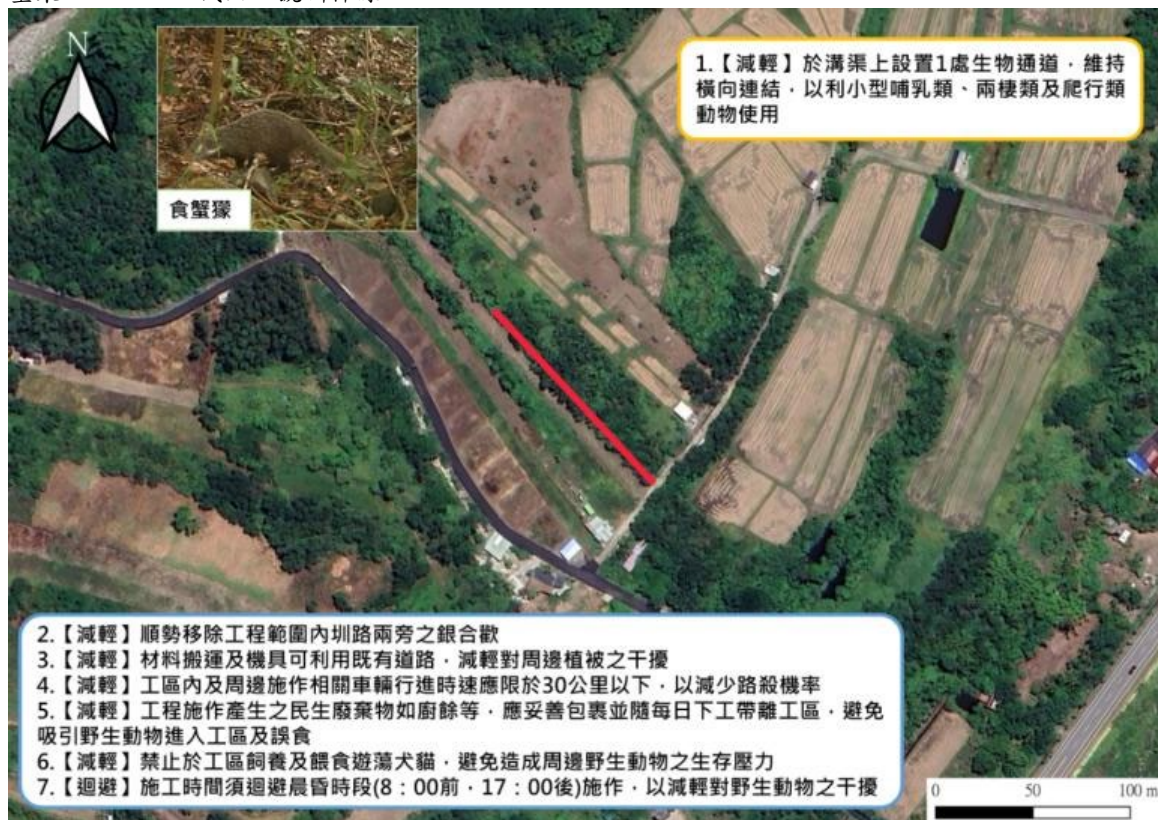 N
食蟹獴
1.【減輕】於溝渠上設置1處生物通道，維持
橫向連結，以利小型哺乳類、兩棲類及爬行類
動物使用
2.【減輕】順勢移除工程範圍內圳路兩旁之銀合歡
3.【減輕】材料搬運及機具可利用既有道路，減輕對周邊植被之干擾
4.【減輕】工區內及周邊施作相關車輛行進時速應限於30公里以下，以減少路殺機率
5.【減輕】工程施作產生之民生廢棄物如廚餘等，應妥善包裹並隨每日下工帶離工區，避免
吸引野生動物進入工區及誤食
6.【減輕】禁止於工區飼養及餵食遊蕩犬貓，避免造成周邊野生動物之生存壓力
7.【迴避】施工時間須迴避晨昏時段(8：00前，17：00後)施作，以減輕對野生動物之干擾
0 50 100 m